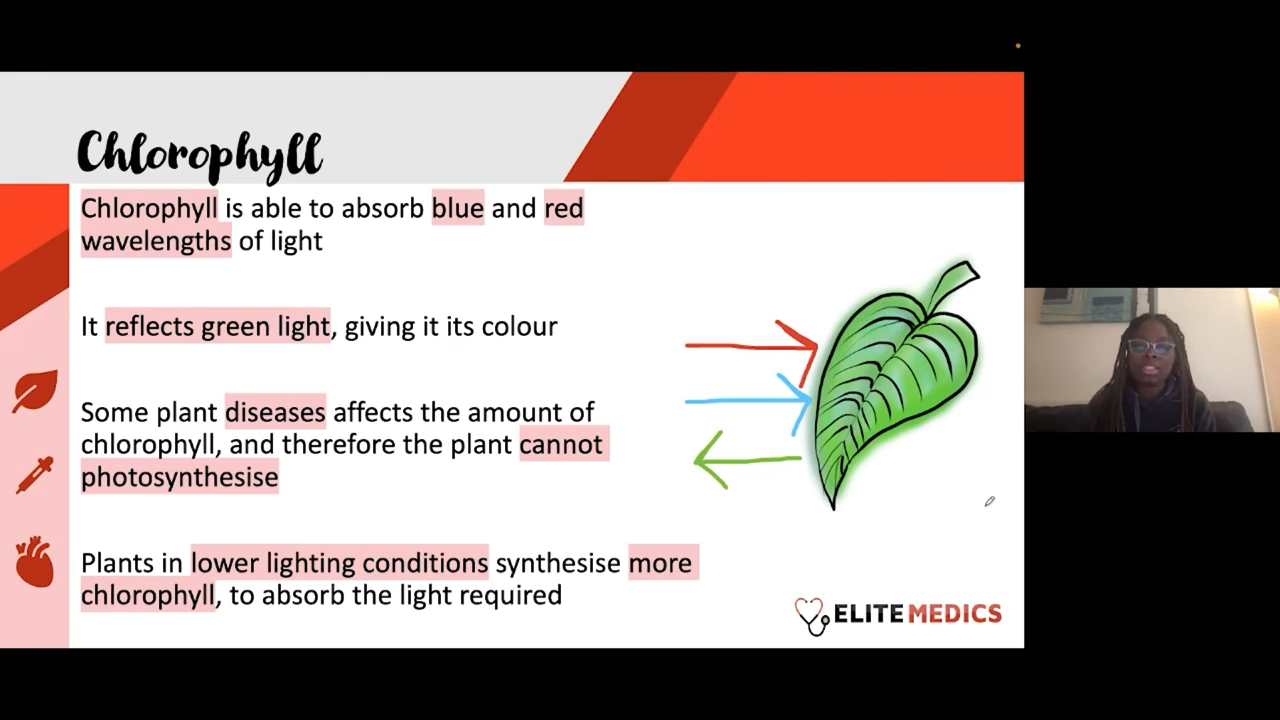 Chlorophyll
Chlorophyll is able to absorb blue and red
wavelengths of light
It reflects green light, giving it its colour
Some plant diseases affects the amount of
chlorophyll, and therefore the plant cannot
photosynthesise
Plants in lower lighting conditions synthesise more
chlorophyll, to absorb the light required
ELITE MEDICS